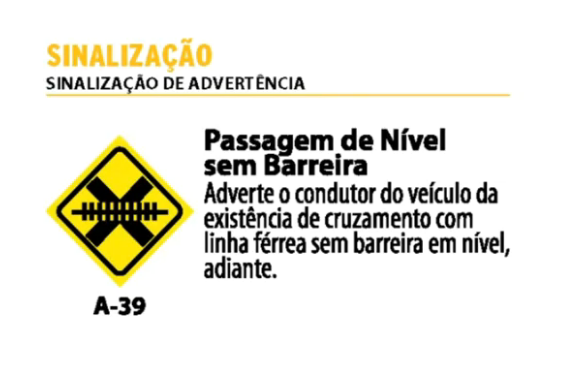 SINALIZAÇÃO
SINALIZAÇÃO DE ADVERTÊNCIA
Passagem de Nível
sem Barreira
Adverte o condutor do veículo da
existência de cruzamento com
linha férrea sem barreira em nível,
adiante.
A-39